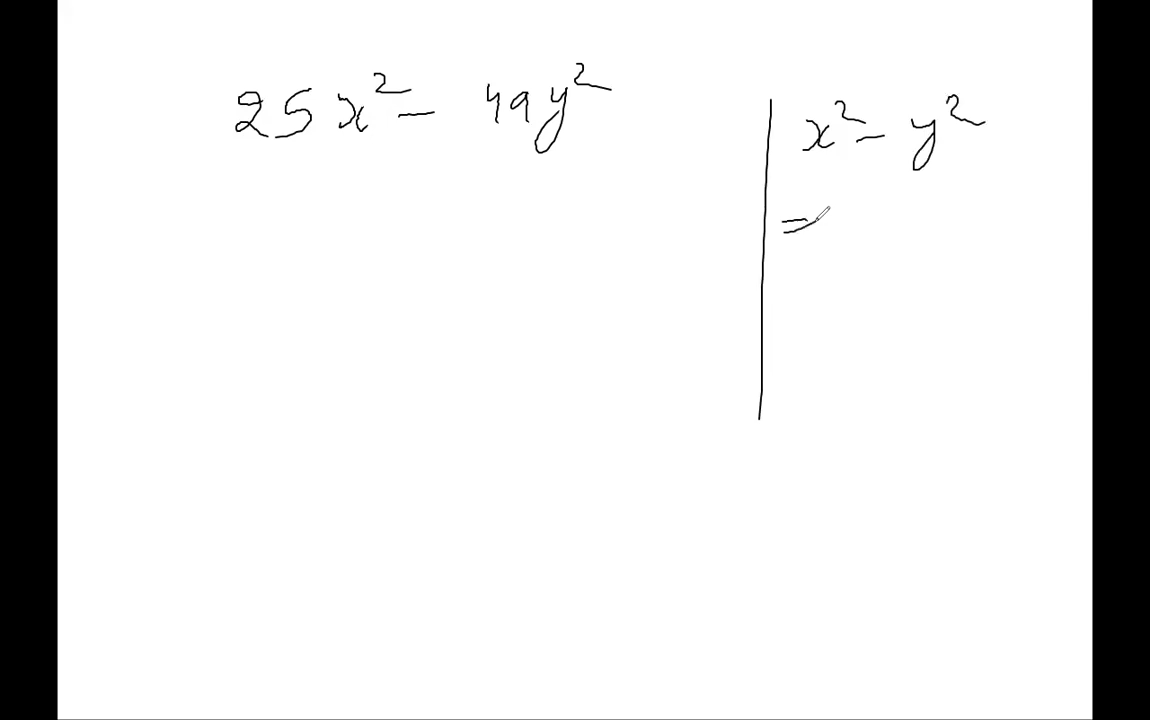 25x² - 49y²
x² - y²
=